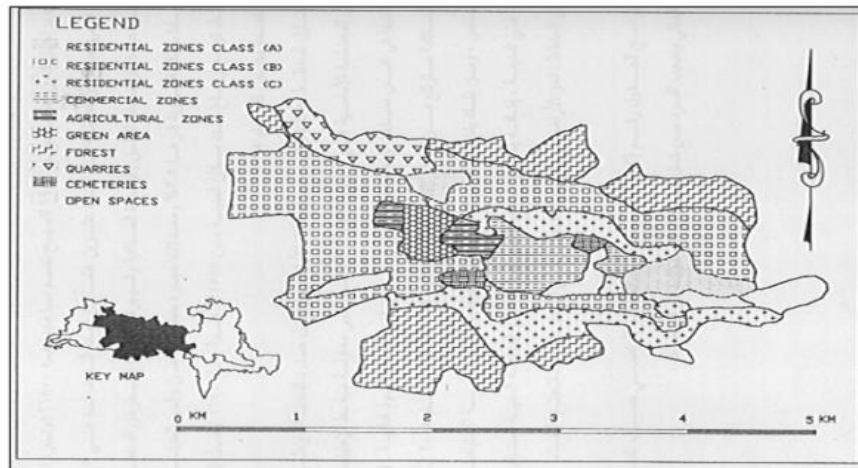 LEGEND
RESIDENTIAL ZONES CLASS (A)
RESIDENTIAL ZONES CLASS (B)
RESIDENTIAL ZONES CLASS (C)
COMMERCIAL ZONES
AGRICULTURAL ZONES
GREEN AREA
FOREST
QUARRIES
CEMETERIES
OPEN SPACES
KEY MAP
0 KM 1 2 3 4 5 KM